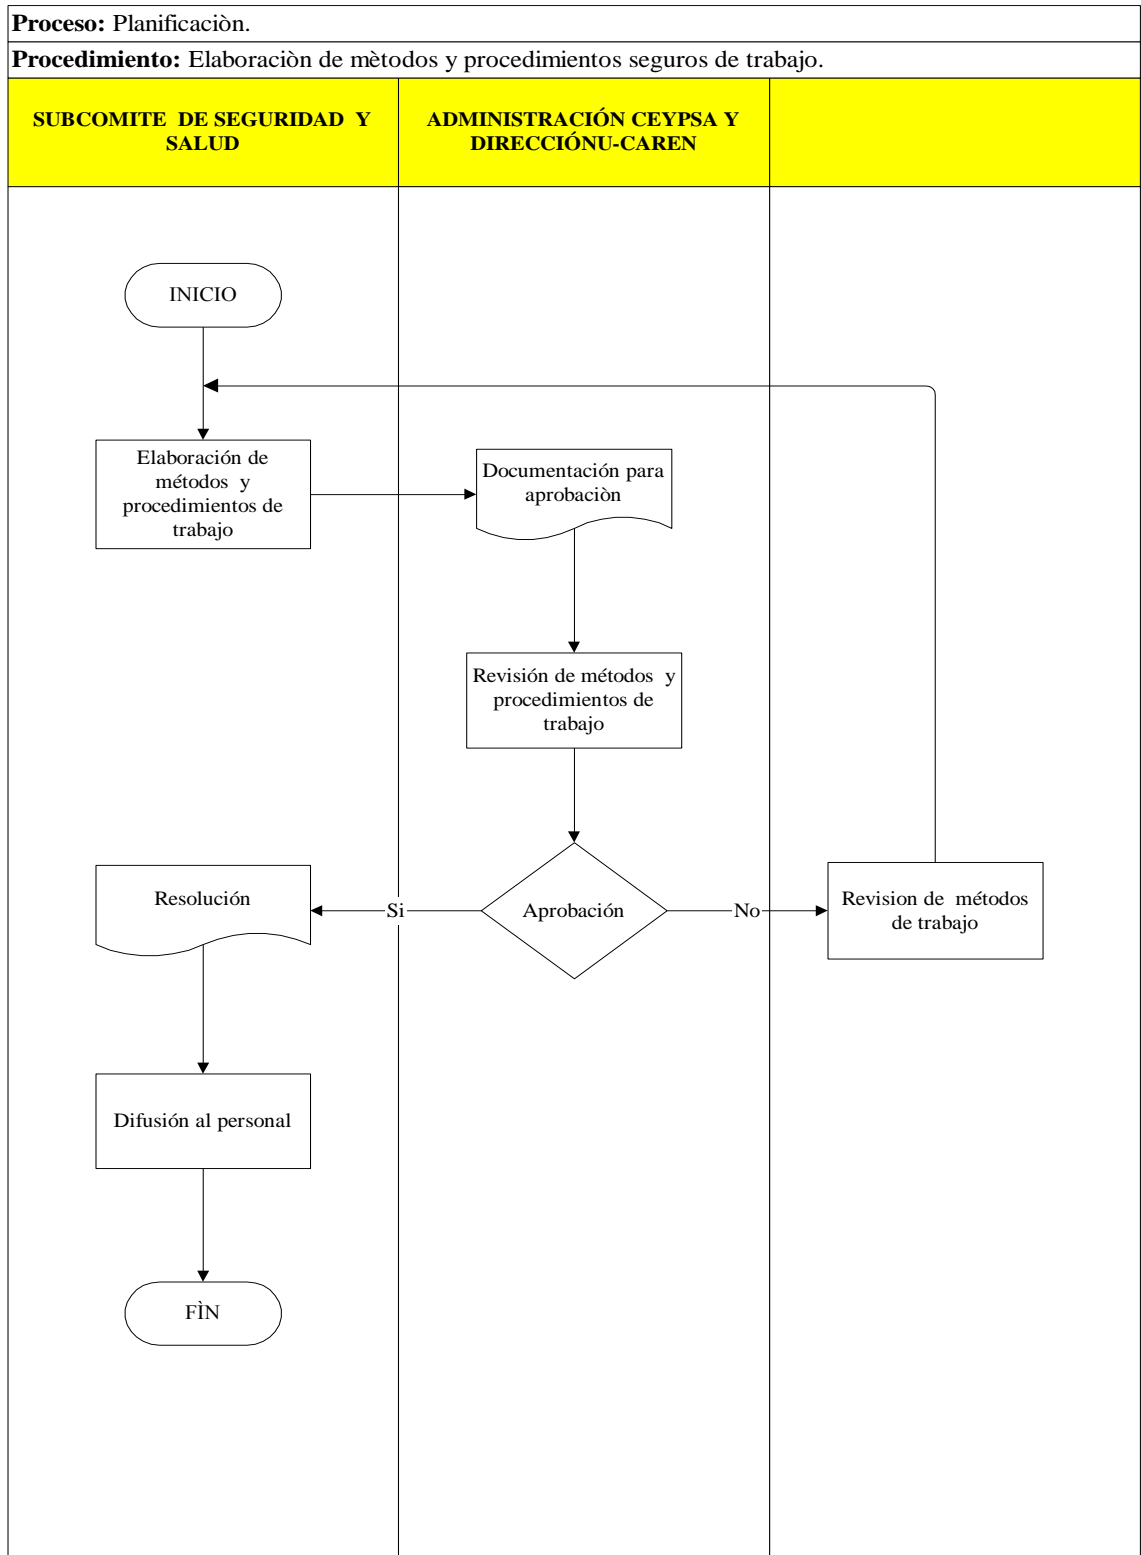 Proceso: Planificaciòn.
Procedimiento: Elaboraciòn de mètodos y procedimientos seguros de trabajo.
SUBCOMITE DE SEGURIDAD Y
SALUD
ADMINISTRACIÓN CEYPSA Y
DIRECCIÓNU-CAREN
INICIO
Elaboración de
métodos y
procedimientos de
trabajo
Documentación para
aprobaciòn
Revisión de métodos y
procedimientos de
trabajo
Resolución
Si
Aprobación
No
Revision de métodos
de trabajo
Difusión al personal
FÌN